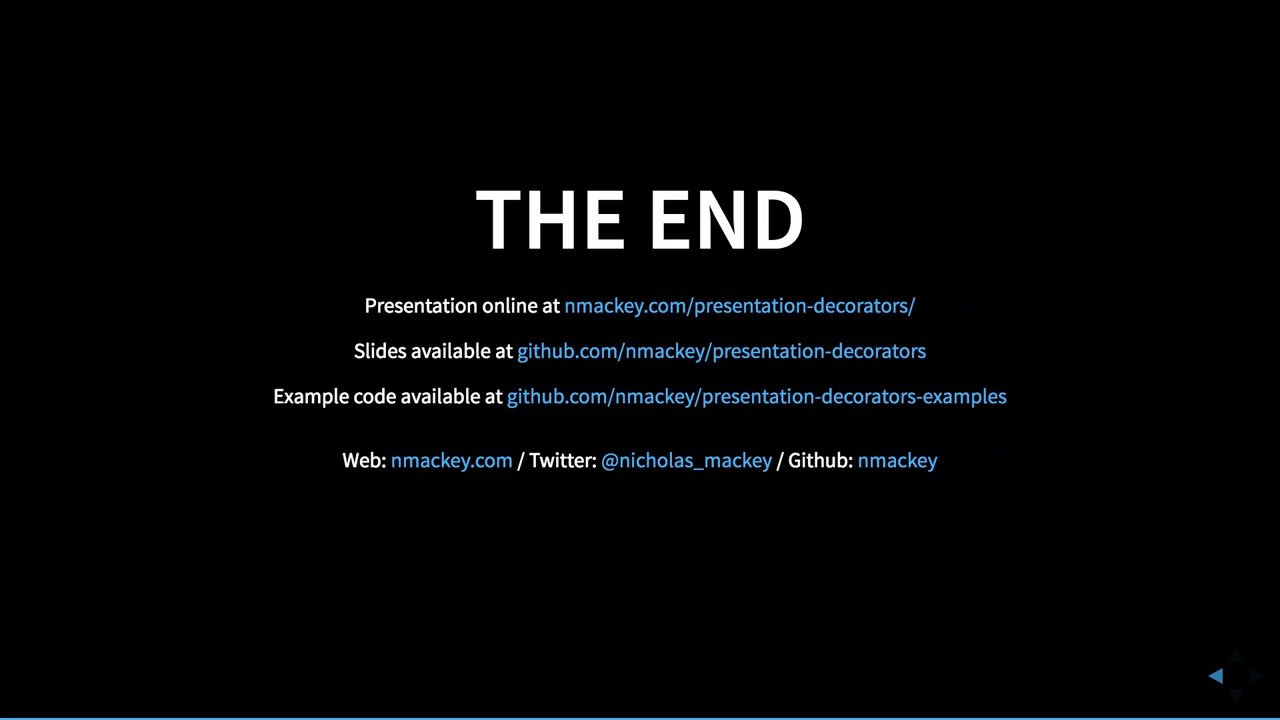 THE END
Presentation online at nmackey.com/presentation-decorators/
Slides available at github.com/nmackey/presentation-decorators
Example code available at github.com/nmackey/presentation-decorators-examples
Web: nmackey.com / Twitter: @nicholas_mackey / Github: nmackey